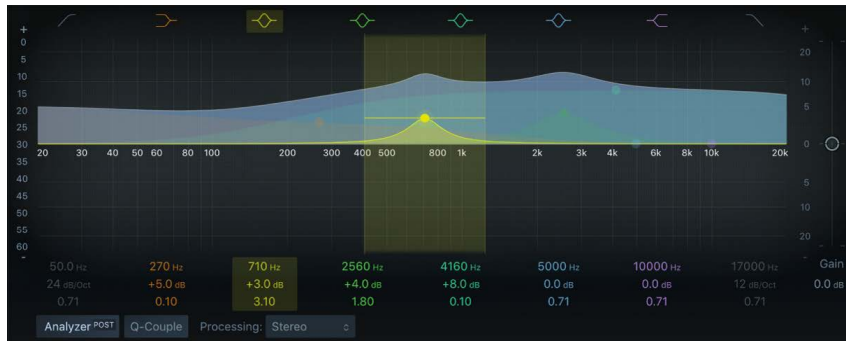 + +
0
5 20
10 10
15
20 5
25
30 20 30 40 50 60 80 100 200 300 400 500 800 1k 2k 3k 4k 6k 8k 10k 20k 0
35
40
45 5
50
55 10
60 20
- -
50.0 Hz 270 Hz 710 Hz 2560 Hz 4160 Hz 5000 Hz 10000 Hz 17000 Hz Gain
24 dB/Oct +5.0 dB +3.0 dB +4.0 dB +8.0 dB 0.0 dB 0.0 dB 12 dB/Oct 0.0 dB
0.71 0.10 3.10 1.80 0.10 0.71 0.71 0.71
Analyzer POST Q-Couple Processing: Stereo